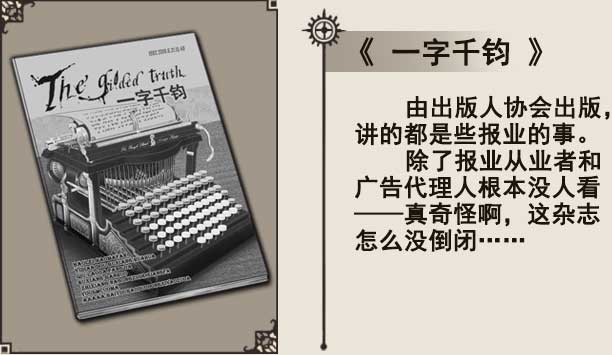 The gilded truth
一字千钧
《 一字千钧 》
由出版人协会出版，
讲的都是些报业的事。
除了报业从业者和
广告代理人根本没人看
——真奇怪啊，这杂志
怎么没倒闭……